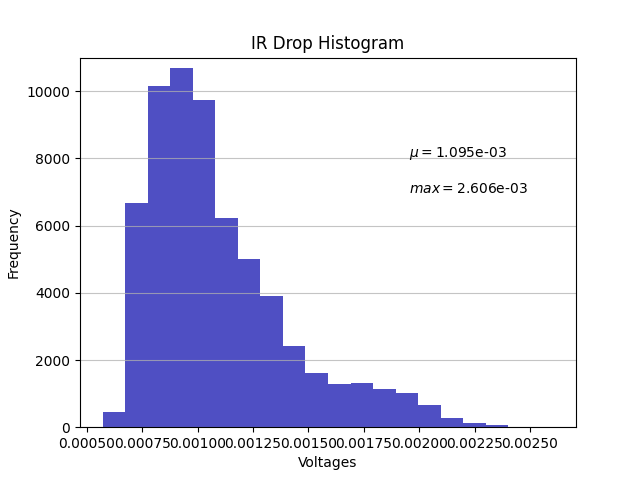 IR Drop Histogram
10000
8000
6000
4000
2000
0
Frequency
μ = 1.095e-03
max = 2.606e-03
0.00050 0.00075 0.00100 0.00125 0.00150 0.00175 0.00200 0.00225 0.00250
Voltages